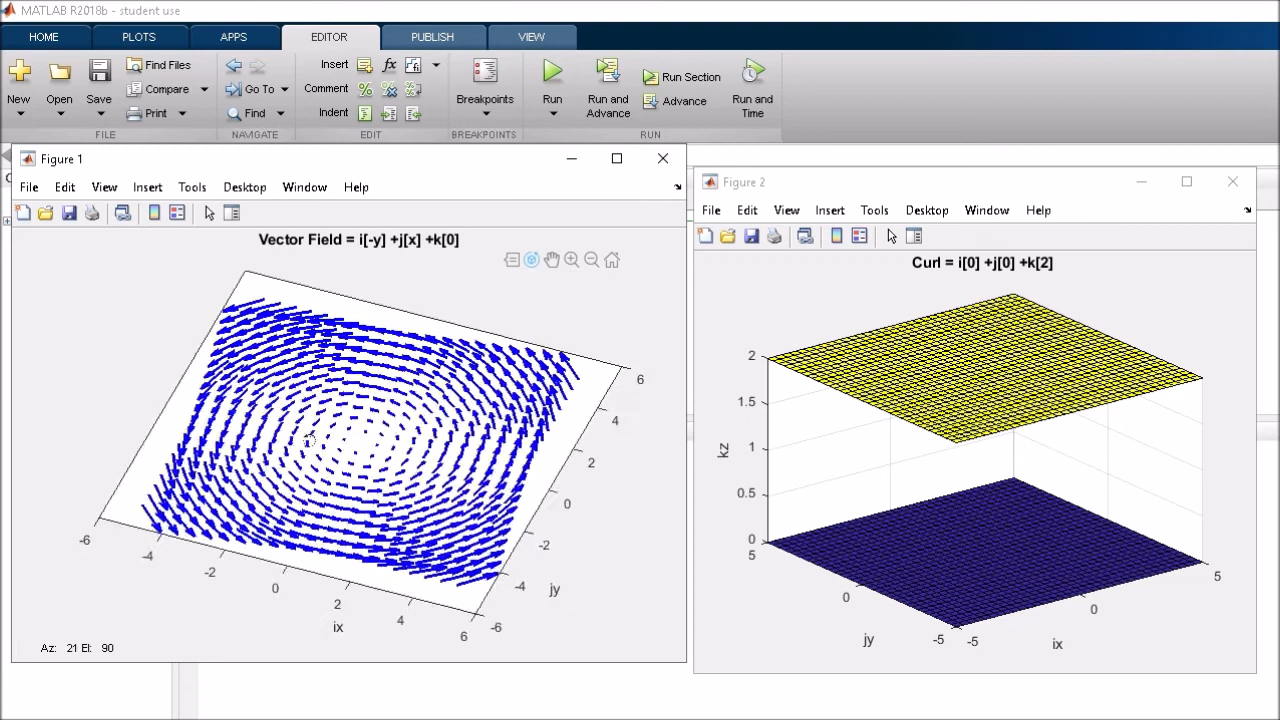 MATLAB R2018b - student use
HOME PLOTS APPS EDITOR PUBLISH VIEW
New Open Save Find Files Compare Print
Go To Find
Insert fx Comment Indent
Breakpoints
Run Run and Advance Run Section Advance Run and Time
FILE NAVIGATE EDIT BREAKPOINTS RUN
Figure 1
File Edit View Insert Tools Desktop Window Help
Vector Field = i[-y] +j[x] +k[0]
6
4
2
0
-2
-4
-6
jy
-6
-4
-2
0
2
4
6
ix
Az: 21 El: 90
Figure 2
File Edit View Insert Tools Desktop Window Help
Curl = i[0] +j[0] +k[2]
2
1.5
1
0.5
0
kz
5
0
-5
jy
-5
0
5
ix